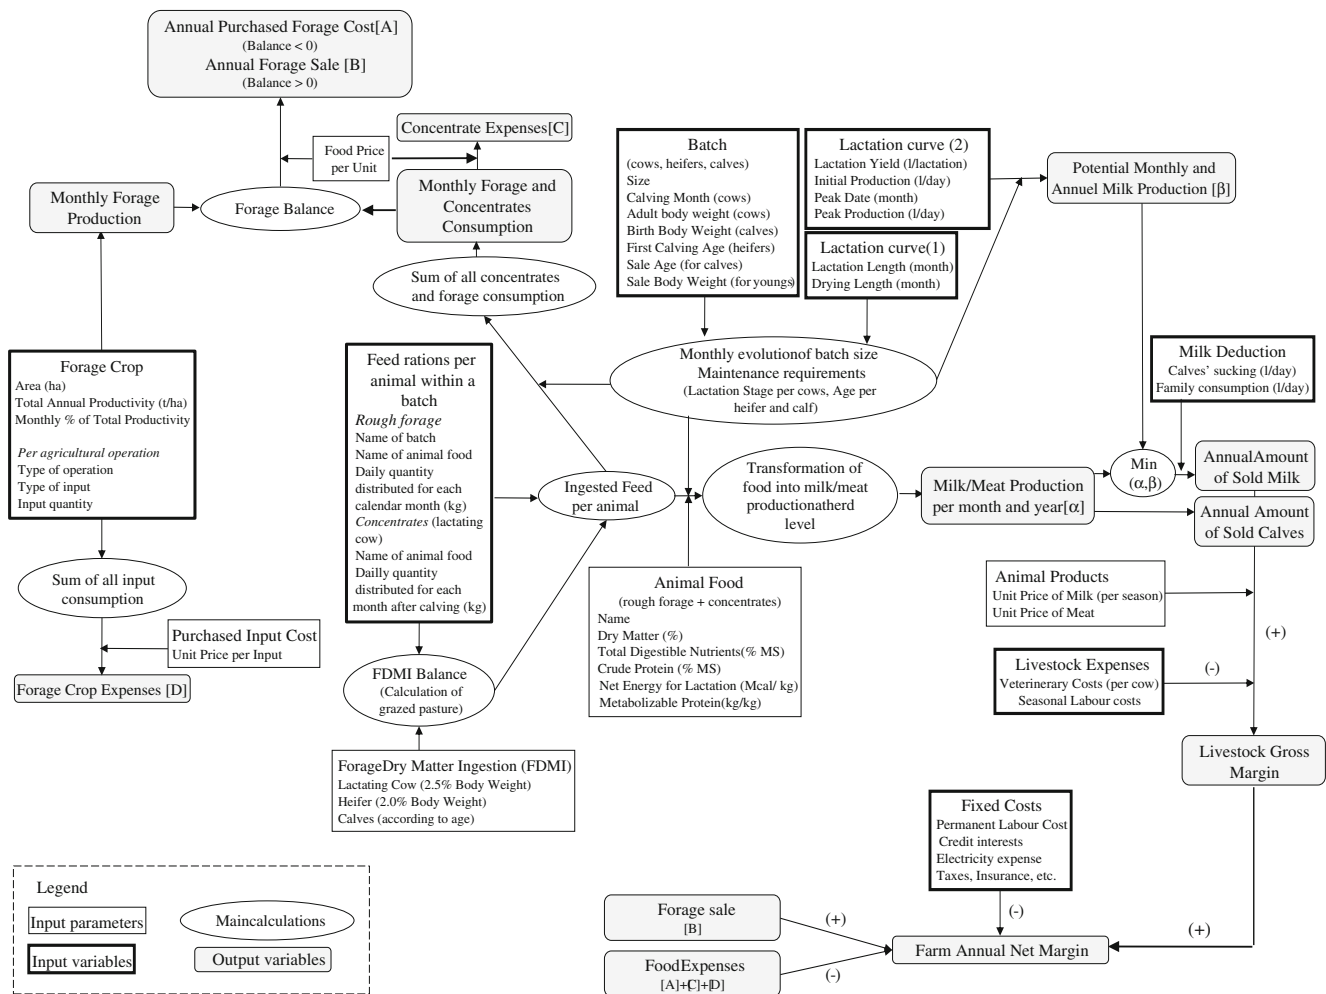 Annual Purchased Forage Cost[A]
(Balance < 0)
Annual Forage Sale [B]
(Balance > 0)
Concentrate Expenses[C]
Food Price
per Unit
Monthly Forage
Production
Forage Balance
Monthly Forage and
Concentrates
Consumption
Sum of all concentrates
and forage consumption
Batch
(cows, heifers, calves)
Size
Calving Month (cows)
Adult body weight (cows)
Birth Body Weight (calves)
First Calving Age (heifers)
Sale Age (for calves)
Sale Body Weight (for youngs)
Lactation curve (2)
Lactation Yield (l/lactation)
Initial Production (l/day)
Peak Date (month)
Peak Production (l/day)
Lactation curve(1)
Lactation Length (month)
Drying Length (month)
Potential Monthly and
Annuel Milk Production [β]
Monthly evolutionof batch size
Maintenance requirements
(Lactation Stage per cows, Age per
heifer and calf)
Milk Deduction
Calves' sucking (l/day)
Family consumption (l/day)
Forage Crop
Area (ha)
Total Annual Productivity (t/ha)
Monthly % of Total Productivity
Per agricultural operation
Type of operation
Type of input
Input quantity
Feed rations per
animal within a
batch
Rough forage
Name of batch
Name of animal food
Daily quantity
distributed for each
calendar month (kg)
Concentrates (lactating
cow)
Name of animal food
Dailly quantity
distributed for each
month after calving (kg)
Ingested Feed
per animal
Transformation of
food into milk/meat
productionatherd
level
Milk/Meat Production
per month and year[α]
Min
(α,β)
AnnualAmount
of Sold Milk
Annual Amount
of Sold Calves
Sum of all input
consumption
Purchased Input Cost
Unit Price per Input
Forage Crop Expenses [D]
FDMI Balance
(Calculation of
grazed pasture)
ForageDry Matter Ingestion (FDMI)
Lactating Cow (2.5% Body Weight)
Heifer (2.0% Body Weight)
Calves (according to age)
Animal Food
(rough forage + concentrates)
Name
Dry Matter (%)
Total Digestible Nutrients(% MS)
Crude Protein (% MS)
Net Energy for Lactation (Mcal/ kg)
Metabolizable Protein(kg/kg)
Animal Products
Unit Price of Milk (per season)
Unit Price of Meat
(+)
Livestock Expenses
Veterinery Costs (per cow)
Seasonal Labour costs
(-)
Livestock Gross
Margin
Fixed Costs
Permanent Labour Cost
Credit interests
Electricity expense
Taxes, Insurance, etc.
(-)
Forage sale
[B]
(+)
FoodExpenses
[A]+[C]+[D]
(-)
Farm Annual Net Margin
(+)
Legend
Input parameters
Maincalculations
Input variables
Output variables